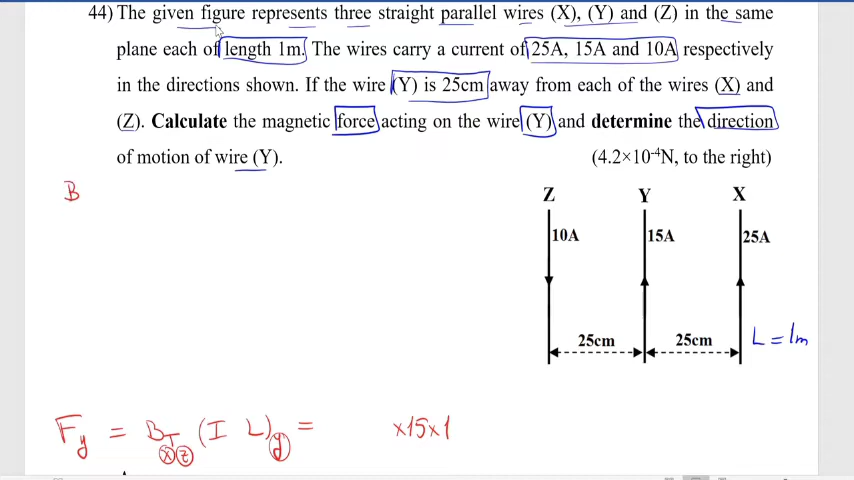 44) The given figure represents three straight parallel wires (X), (Y) and (Z) in the same
plane each of length 1m. The wires carry a current of 25A, 15A and 10A respectively
in the directions shown. If the wire (Y) is 25cm away from each of the wires (X) and
(Z). Calculate the magnetic force acting on the wire (Y) and determine the direction
of motion of wire (Y). (4.2×10⁻⁴N, to the right)
B
Z Y X
10A 15A 25A
25cm 25cm L = 1m
Fy = BT (I L)y = ×15×1
x z